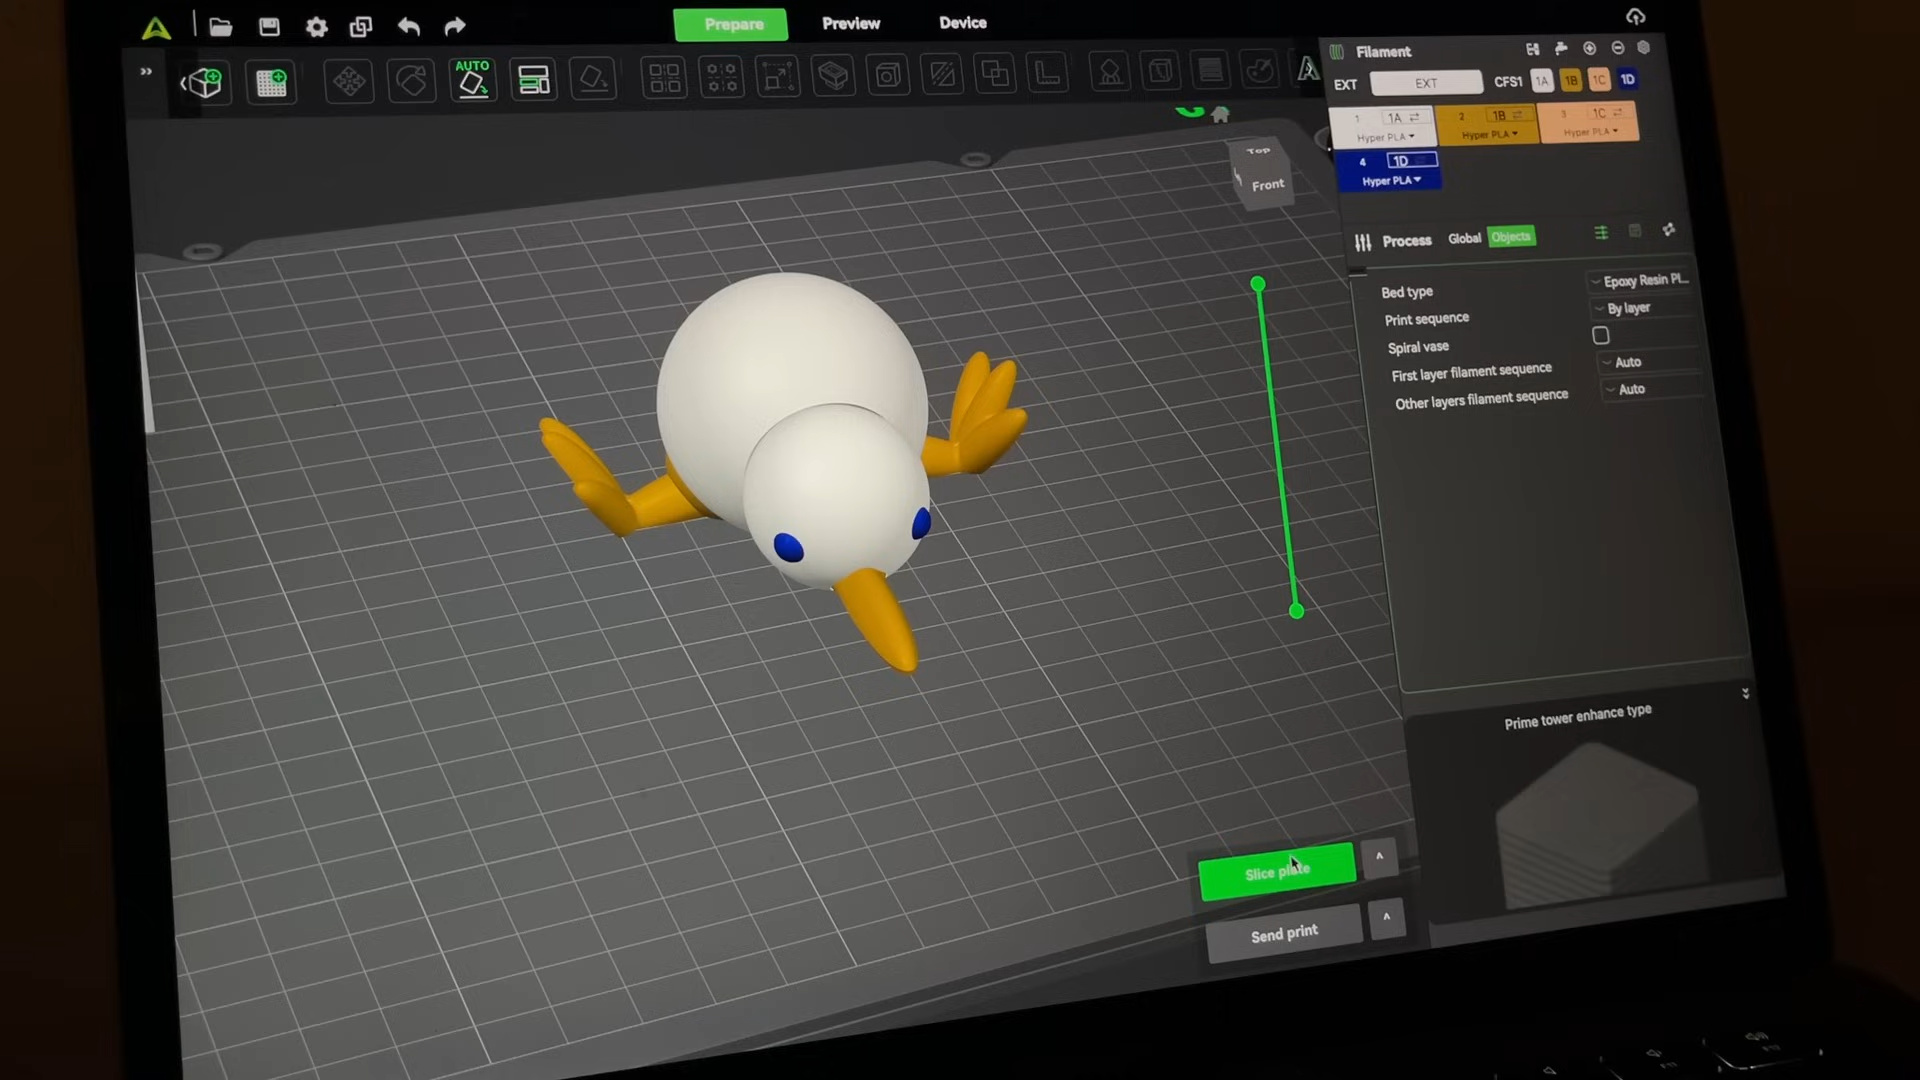 Prepare Preview Device
AUTO
Filament
EXT EXT CFS1 1A 1B 1C 1D
1 1A 2 1B 3 1C
Hyper PLA Hyper PLA Hyper PLA
4 1D
Hyper PLA
Top
Front
Process Global Objects
Bed type Epoxy Resin Pl...
Print sequence By layer
Spiral vase
First layer filament sequence Auto
Other layers filament sequence Auto
Prime tower enhance type
Slice plate
Send print